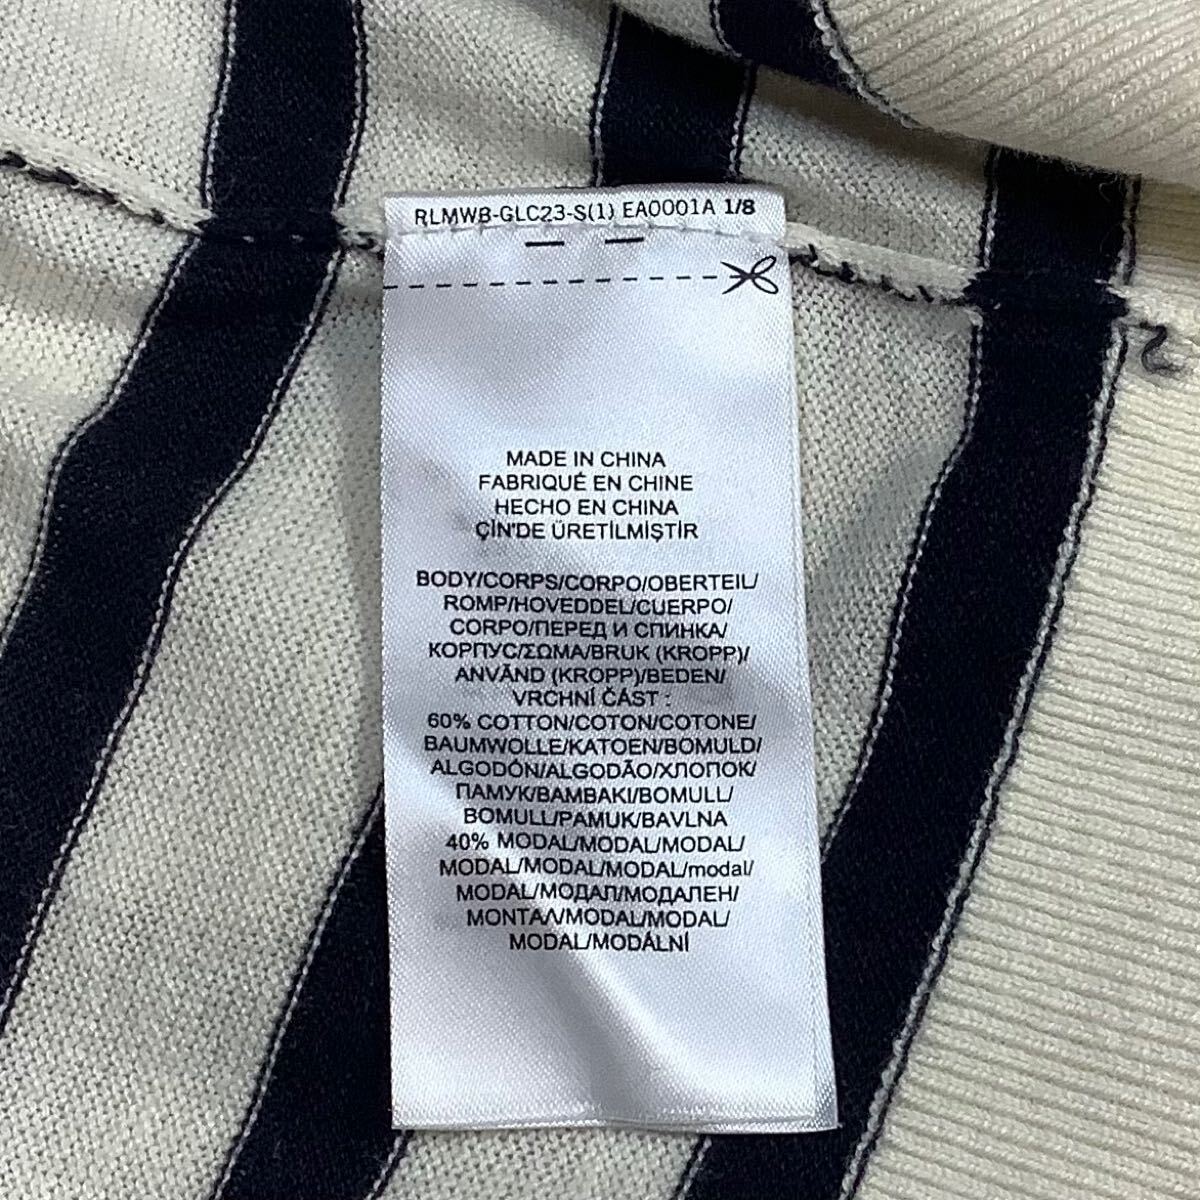 RLMWB-GLC23-S(1) EA0001A 1/8
MADE IN CHINA
FABRIQUÉ EN CHINE
HECHO EN CHINA
ÇİN'DE ÜRETİLMİŞTİR
BODY/CORPS/CORPO/OBERTEIL/
ROMP/HOVEDDEL/CUERPO/
CORPO/ПЕРЕД И СПИНКА/
КОРПУС/ΣΩΜΑ/BRUK (KROPP)/
ANVÄND (KROPP)/BEDEN/
VRCHNÍ ČÁST :
60% COTTON/COTON/COTONE/
BAUMWOLLE/KATOEN/BOMULD/
ALGODÓN/ALGODÃO/ХЛОПОК/
ПАМУК/ΒΑΜΒΑΚΙ/BOMULL/
BOMULL/PAMUK/BAVLNA
40% MODAL/MODAL/MODAL/
MODAL/MODAL/MODAL/modal/
MODAL/МОДАЛ/МОДАЛЕН/
ΜΟΝΤΑΛ/MODAL/MODAL/
MODAL/MODÁLNÍ